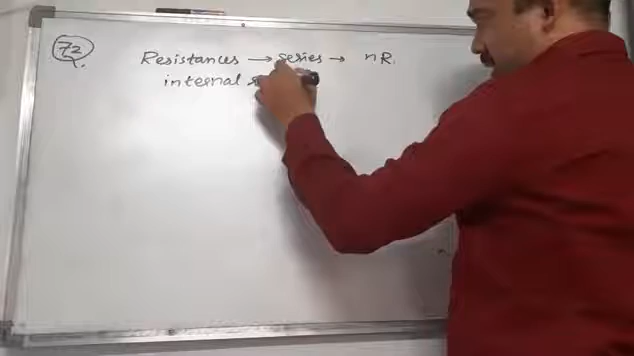 72.
Resistances → series → nR.
internal